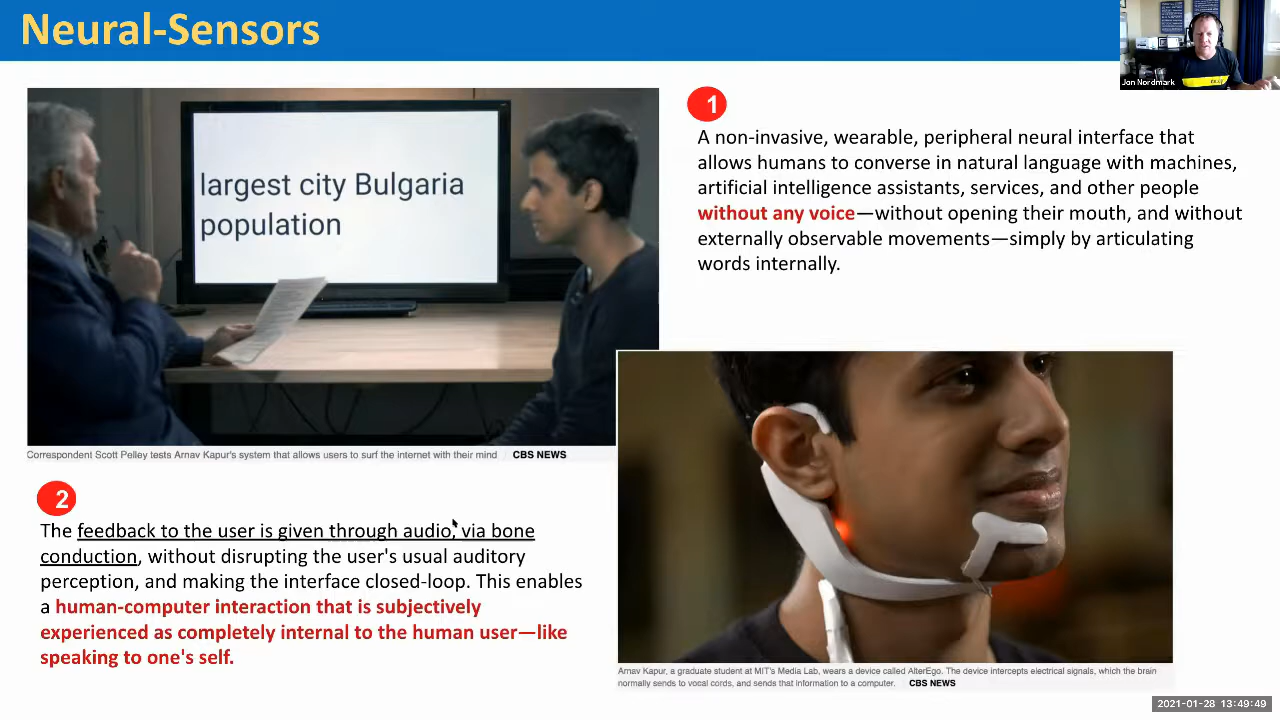 Neural-Sensors
Jon Nordmark
largest city Bulgaria
population
Correspondent Scott Pelley tests Arnav Kapur's system that allows users to surf the internet with their mind / CBS NEWS
1
A non-invasive, wearable, peripheral neural interface that
allows humans to converse in natural language with machines,
artificial intelligence assistants, services, and other people
without any voice—without opening their mouth, and without
externally observable movements—simply by articulating
words internally.
2
The feedback to the user is given through audio, via bone
conduction, without disrupting the user's usual auditory
perception, and making the interface closed-loop. This enables
a human-computer interaction that is subjectively
experienced as completely internal to the human user—like
speaking to one's self.
Arnav Kapur, a graduate student at MIT's Media Lab, wears a device called AlterEgo. The device intercepts electrical signals, which the brain
normally sends to vocal cords, and sends that information to a computer. CBS NEWS
2021-01-28 13:49:49